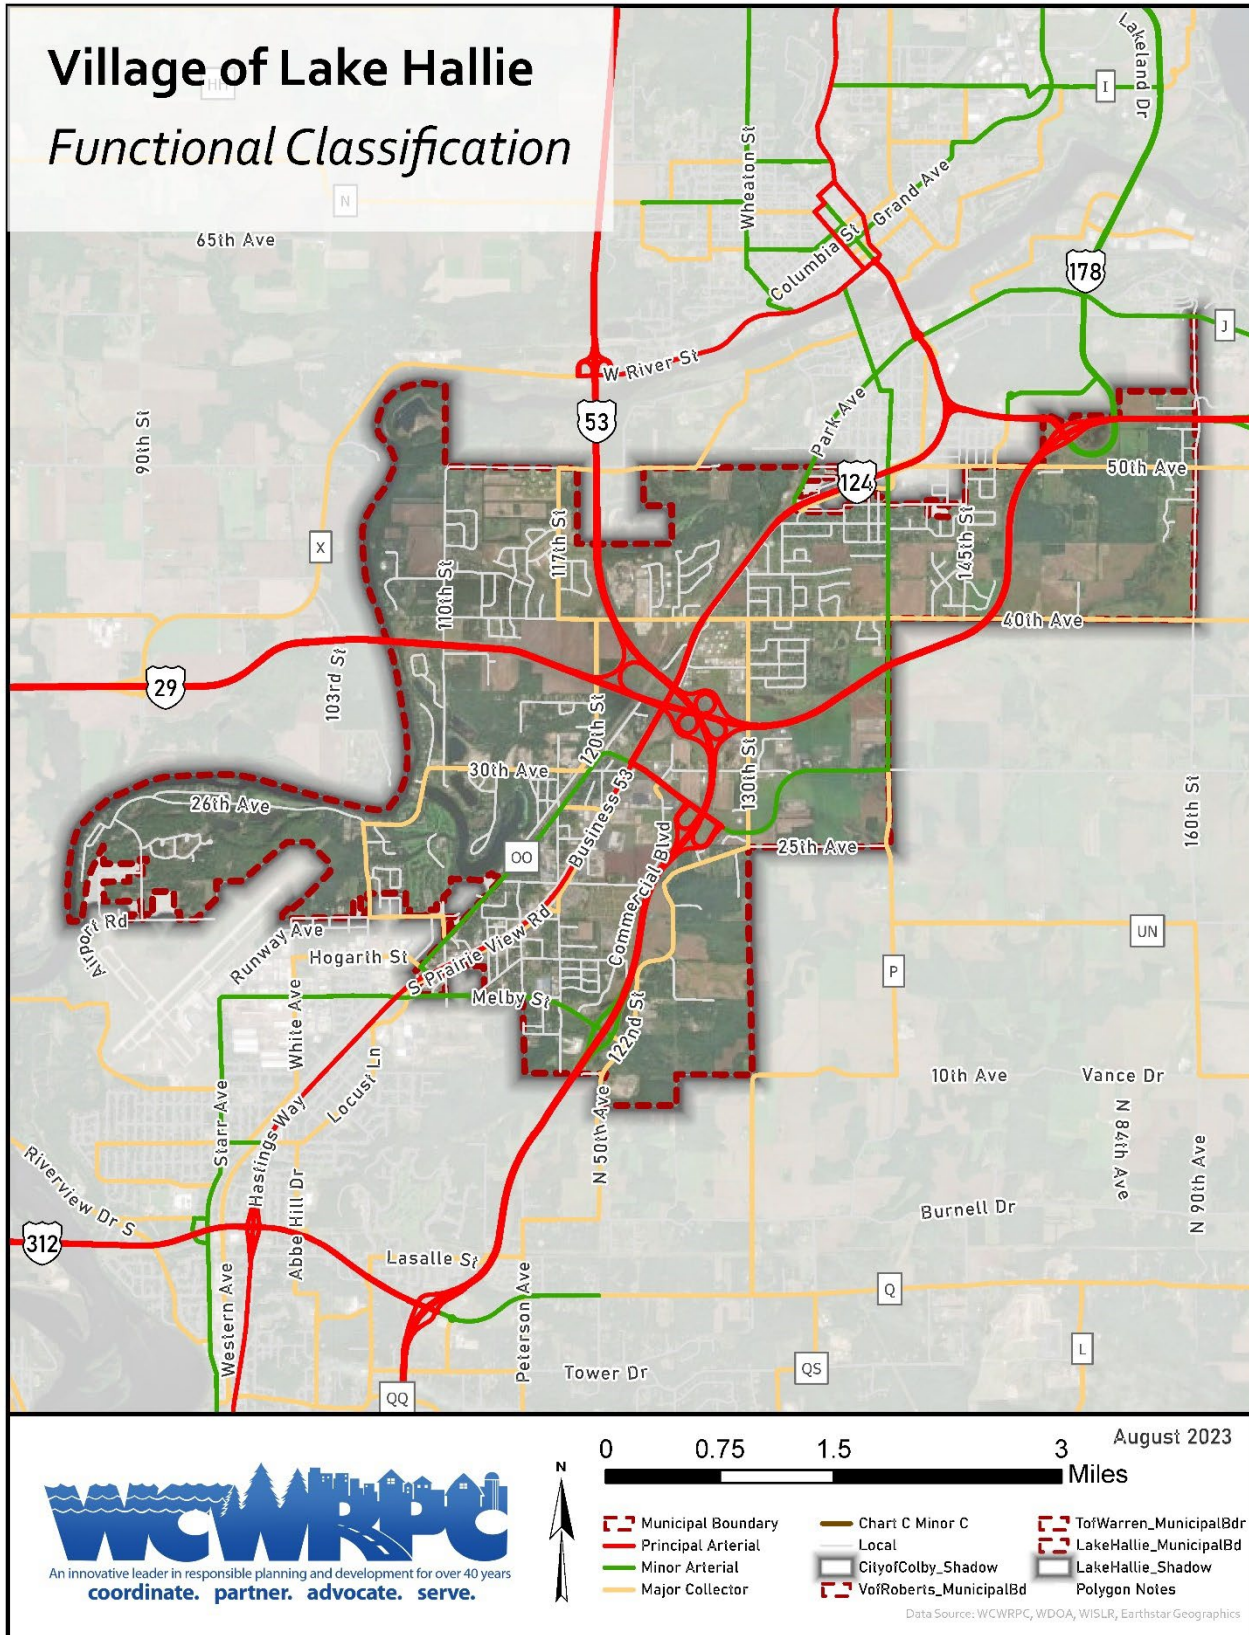 Village of Lake Hallie
Functional Classification
HH
N
65th Ave
90th St
X
103rd St
29
26th Ave
Airport Rd
Runway Ave
Hogarth St
White Ave
Starr Ave
Locust Ln
Hastings Way
Abbe Hill Dr
Riverview Dr S
312
Western Ave
Lasalle St
QQ
Peterson Ave
Tower Dr
Lakeland Dr
I
Wheaton St
Grand Ave
Columbia St
178
J
W River St
53
Park Ave
124
50th Ave
117th St
110th St
145th St
40th Ave
120th St
30th Ave
130th St
Business 53
OO
Commercial Blvd
25th Ave
160th St
S Prairie View Rd
Melby St
122nd St
UN
P
10th Ave
Vance Dr
N 50th Ave
N 84th Ave
N 90th Ave
Burnell Dr
Q
QS
L
WCWRPC
An innovative leader in responsible planning and development for over 40 years
coordinate. partner. advocate. serve.
N
0 0.75 1.5 3
Miles
August 2023
Municipal Boundary
Principal Arterial
Minor Arterial
Major Collector
Chart C Minor C
Local
CityofColby_Shadow
VofRoberts_MunicipalBd
TofWarren_MunicipalBdr
LakeHallie_MunicipalBd
LakeHallie_Shadow
Polygon Notes
Data Source: WCWRPC, WDOA, WISLR, Earthstar Geographics